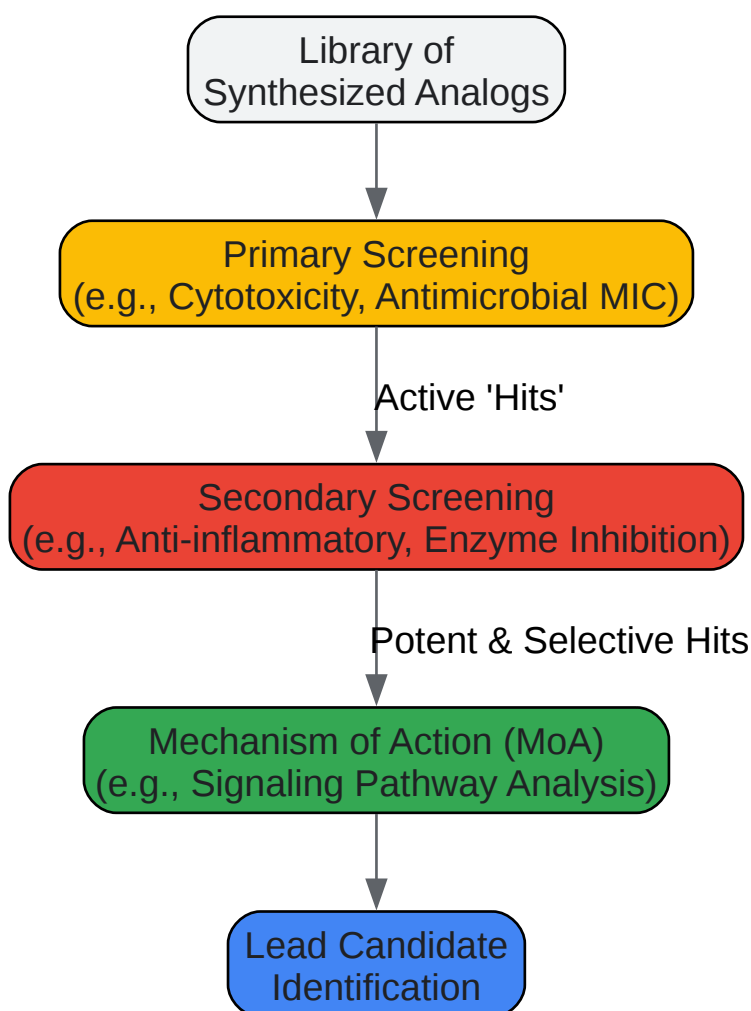 Library of
Synthesized Analogs
Primary Screening
(e.g., Cytotoxicity, Antimicrobial MIC)
Active 'Hits'
Secondary Screening
(e.g., Anti-inflammatory, Enzyme Inhibition)
Potent & Selective Hits
Mechanism of Action (MoA)
(e.g., Signaling Pathway Analysis)
Lead Candidate
Identification